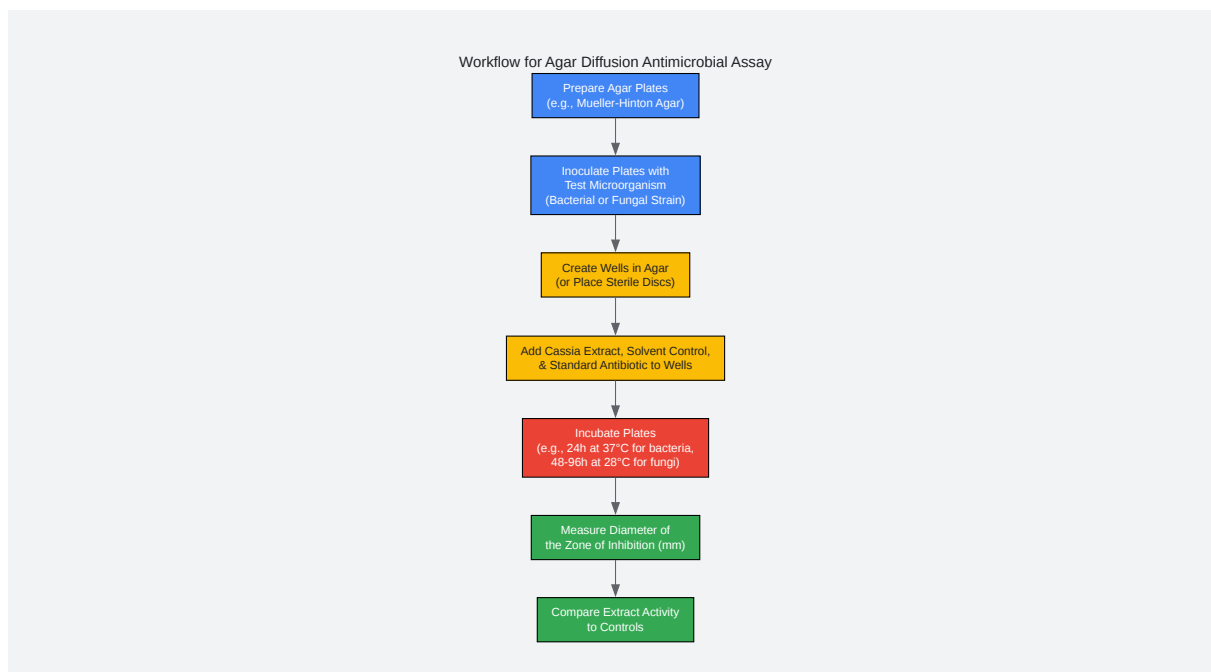 Workflow for Agar Diffusion Antimicrobial Assay
Prepare Agar Plates
(e.g., Mueller-Hinton Agar)
Inoculate Plates with
Test Microorganism
(Bacterial or Fungal Strain)
Create Wells in Agar
(or Place Sterile Discs)
Add Cassia Extract, Solvent Control,
& Standard Antibiotic to Wells
Incubate Plates
(e.g., 24h at 37°C for bacteria,
48-96h at 28°C for fungi)
Measure Diameter of
the Zone of Inhibition (mm)
Compare Extract Activity
to Controls